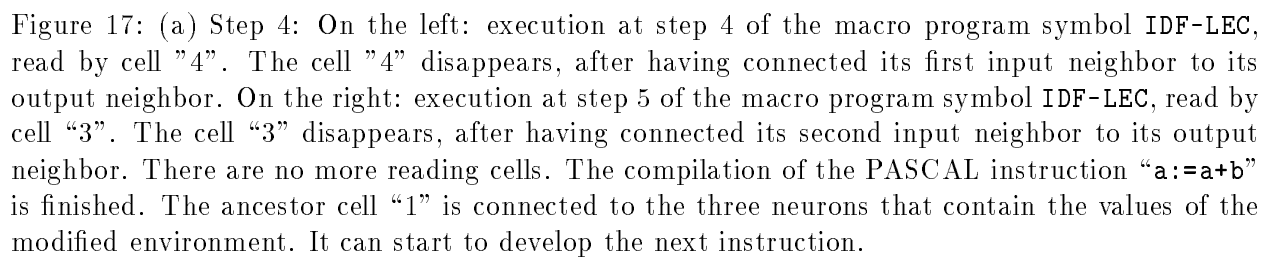 Figure 17: (a) Step 4: On the left: execution at step 4 of the macro program symbol IDF-LEC,
read by cell "4". The cell "4" disappears, after having connected its first input neighbor to its
output neighbor. On the right: execution at step 5 of the macro program symbol IDF-LEC, read by
cell “3”. The cell “3” disappears, after having connected its second input neighbor to its output
neighbor. There are no more reading cells. The compilation of the PASCAL instruction “a:=a+b”
is finished. The ancestor cell “1” is connected to the three neurons that contain the values of the
modified environment. It can start to develop the next instruction.